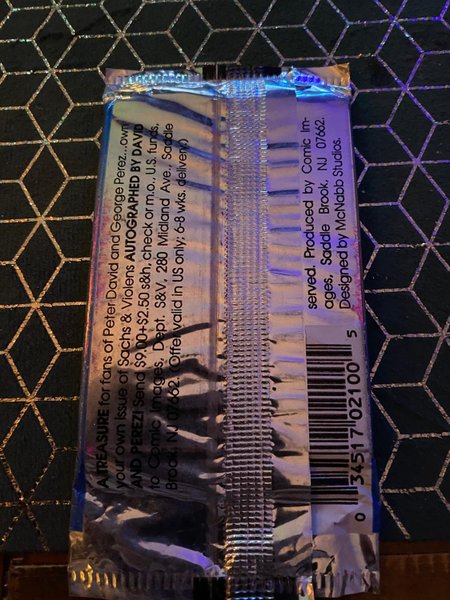 A TREASURE for fans of Peter David and George Perez...own
your own issue of Sachs & Violens AUTOGRAPHED BY DAVID
AND PEREZ! Send $9.00+$2.50 s&h, check or m.o., U.S. funds,
to Comic Images, Dept. S&V, 280 Midland Ave., Saddle
Brook, NJ 07662. (Offer valid in US only; 6-8 wks. delivery.)
served. Produced by Comic Im-
ages, Saddle Brook, NJ 07662.
Designed by McNabb Studios.
0 34517 02100 5